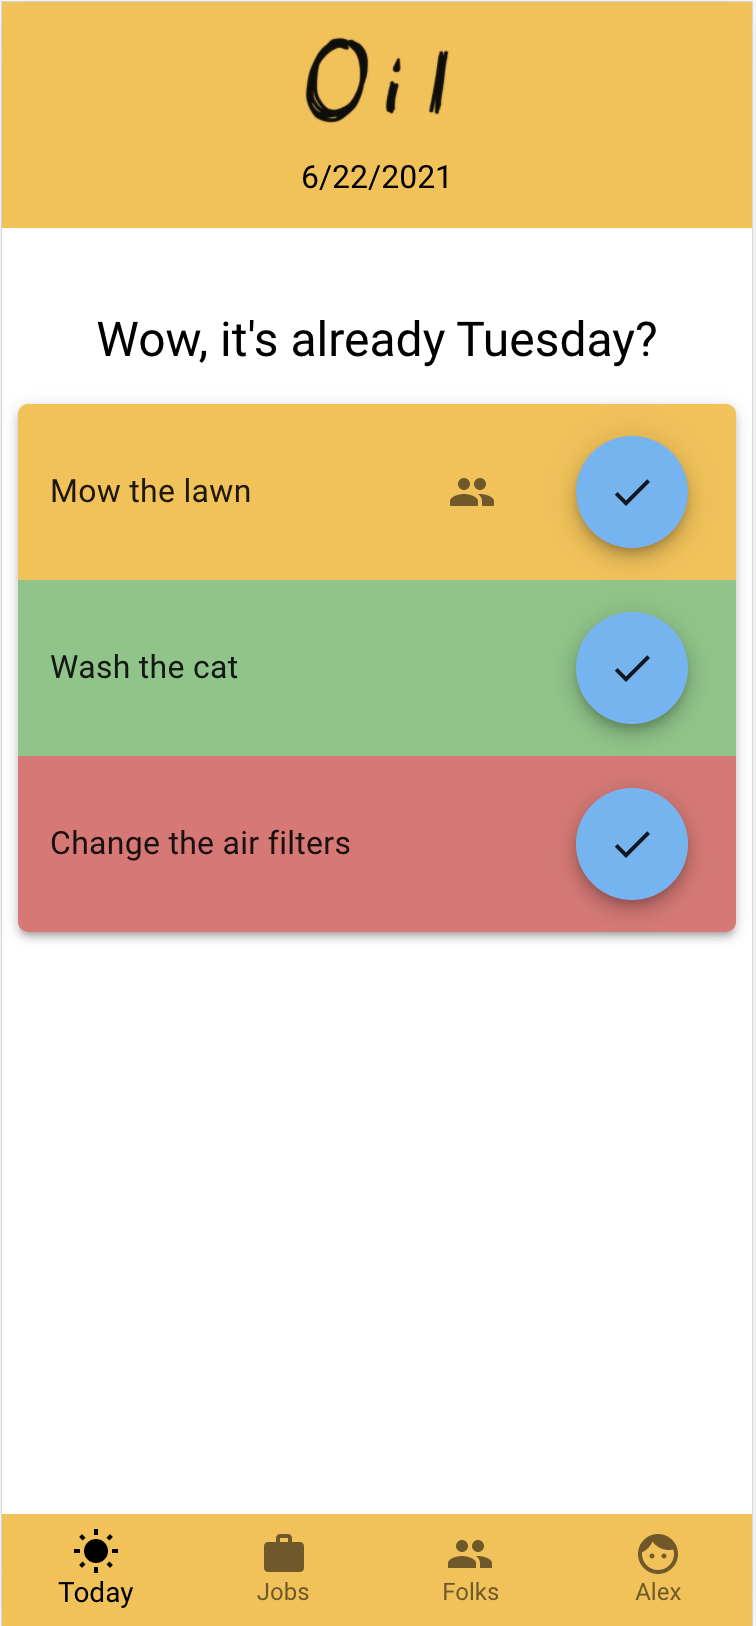 Oil
6/22/2021
Wow, it's already Tuesday?
Mow the lawn
Wash the cat
Change the air filters
Today
Jobs
Folks
Alex